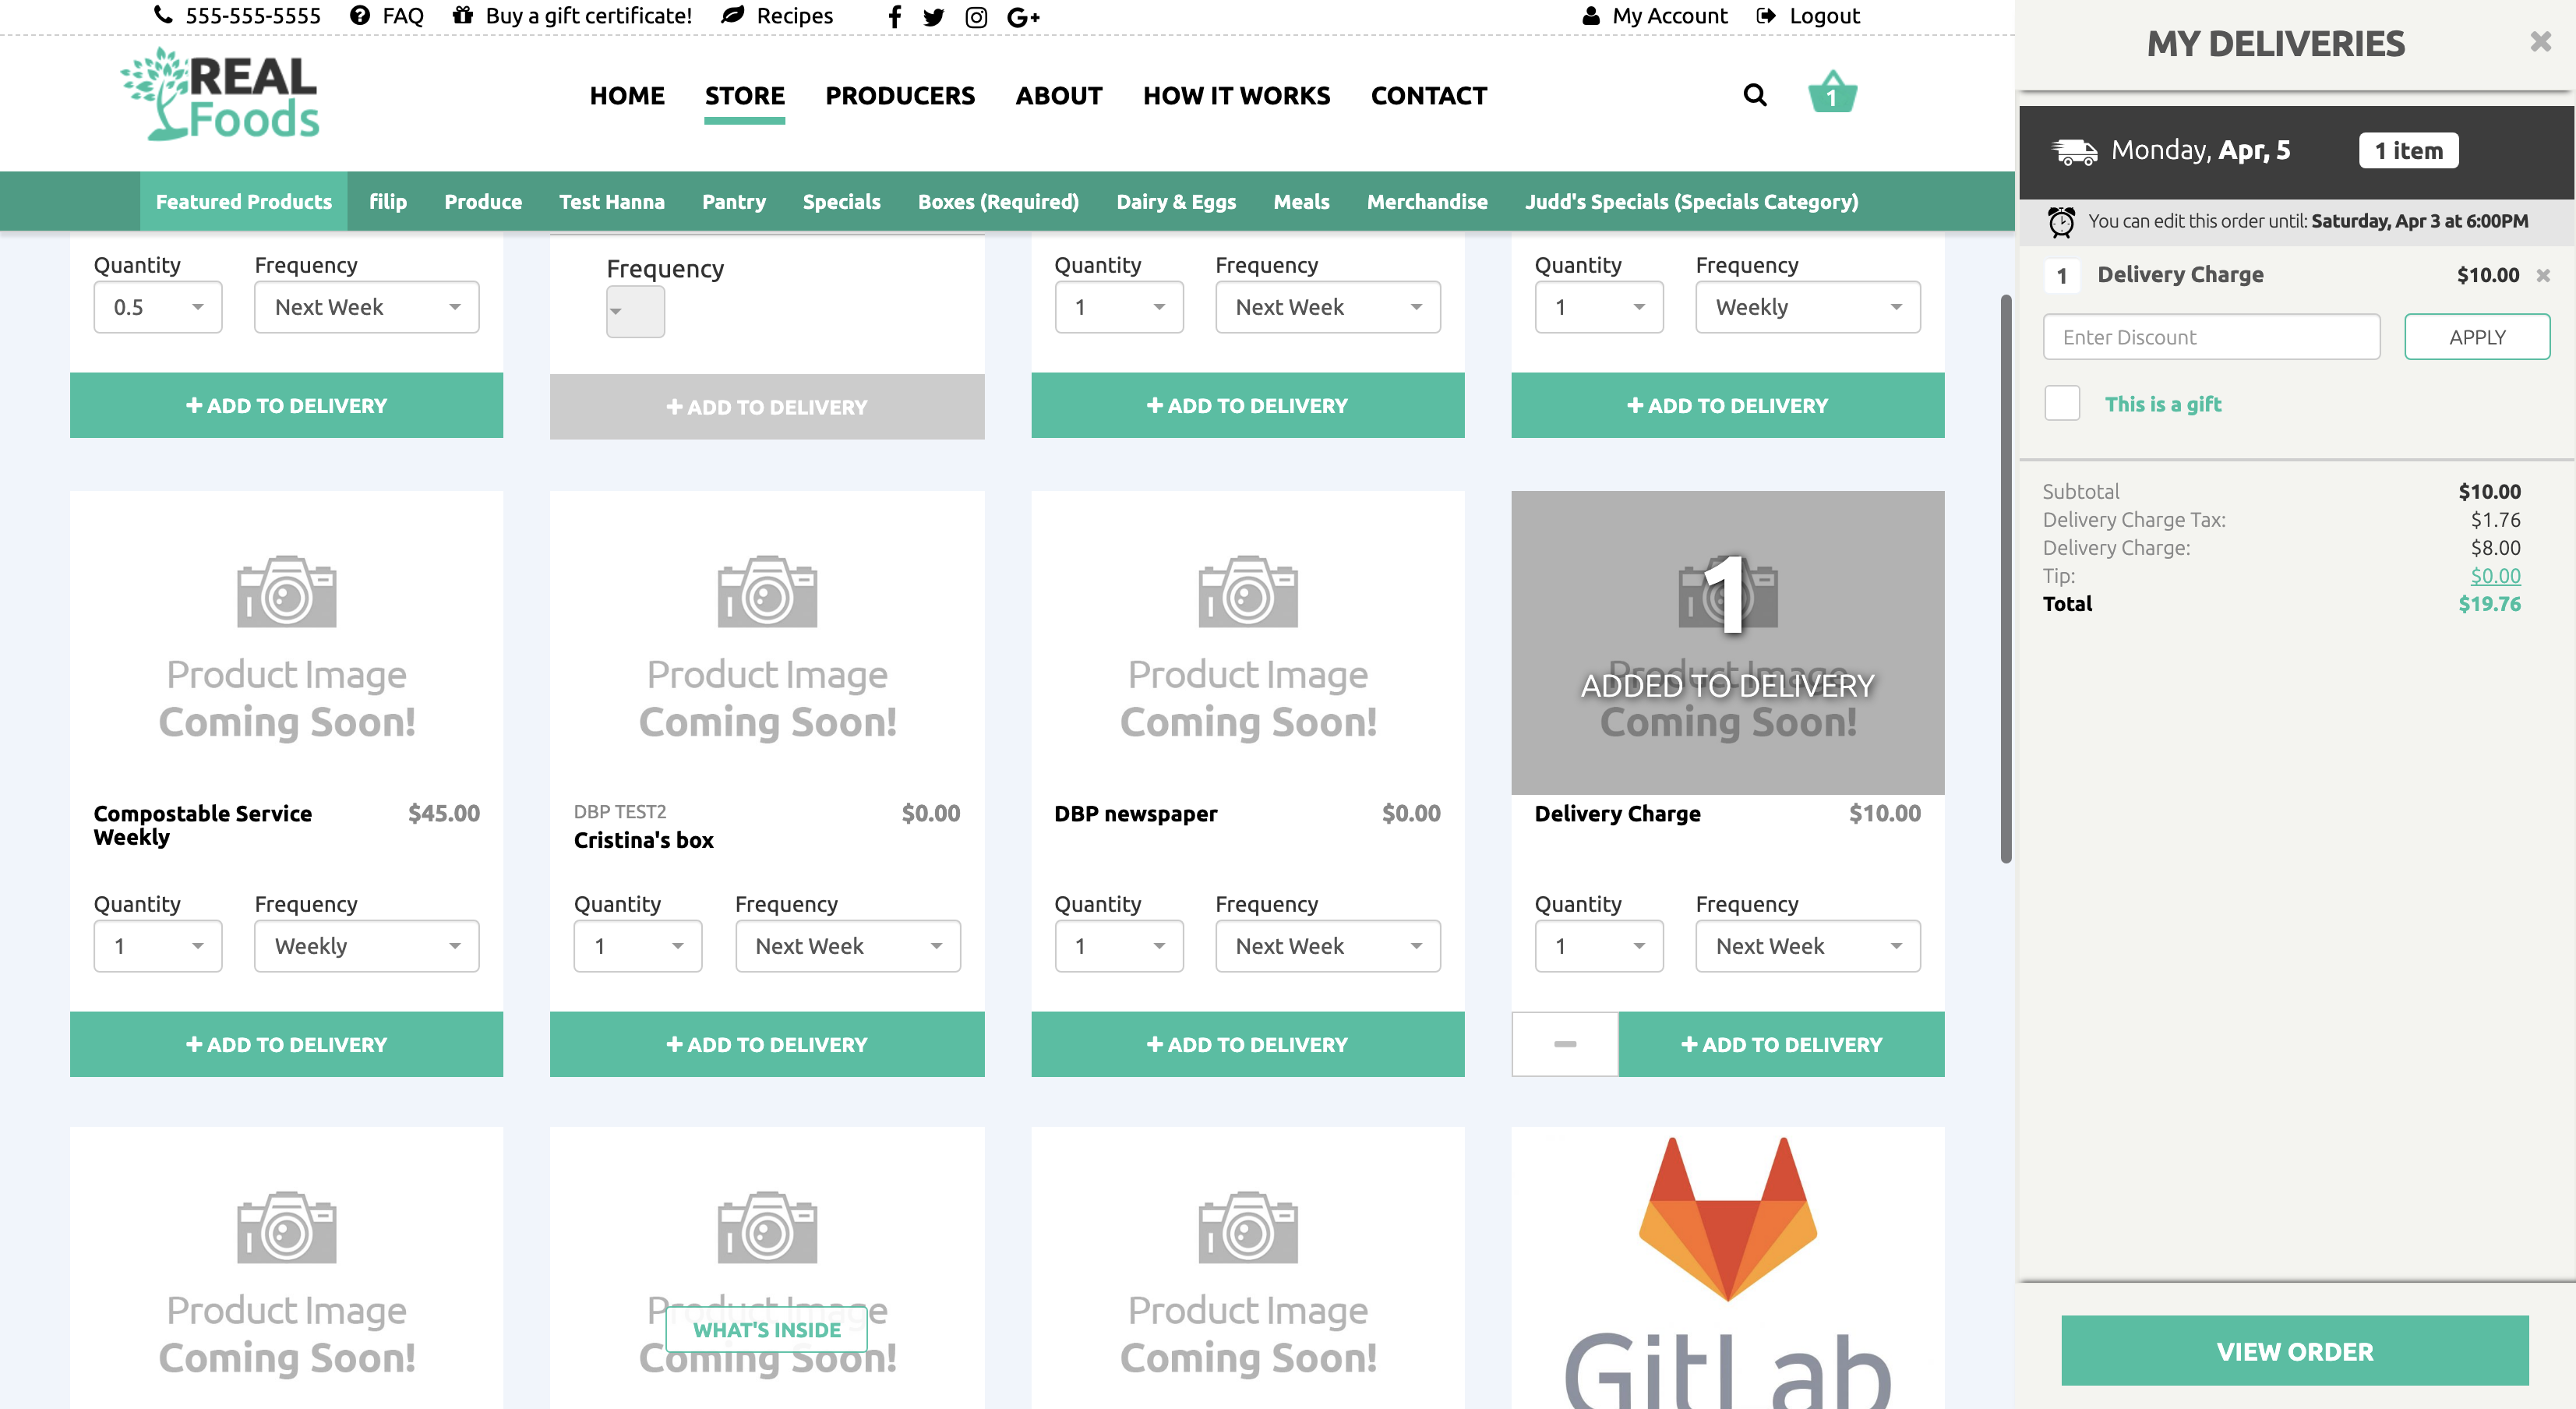 555-555-5555 FAQ Buy a gift certificate! Recipes G+ My Account Logout
REAL
Foods
HOME STORE PRODUCERS ABOUT HOW IT WORKS CONTACT 1
Featured Products filip Produce Test Hanna Pantry Specials Boxes (Required) Dairy & Eggs Meals Merchandise Judd's Specials (Specials Category)
Quantity Frequency Frequency Quantity Frequency Quantity Frequency
0.5 Next Week 1 Next Week 1 Weekly
+ ADD TO DELIVERY + ADD TO DELIVERY + ADD TO DELIVERY + ADD TO DELIVERY
Product Image Product Image Product Image Product Image
Coming Soon! Coming Soon! Coming Soon! Coming Soon!
1
ADDED TO DELIVERY
Compostable Service Weekly $45.00
DBP TEST2
Cristina's box $0.00
DBP newspaper $0.00
Delivery Charge $10.00
Quantity Frequency Quantity Frequency Quantity Frequency Quantity Frequency
1 Weekly 1 Next Week 1 Next Week 1 Next Week
+ ADD TO DELIVERY + ADD TO DELIVERY + ADD TO DELIVERY + ADD TO DELIVERY
Product Image Product Image Product Image
WHAT'S INSIDE
Coming Soon! Coming Soon! Coming Soon!
GitLab
MY DELIVERIES
Monday, Apr, 5 1 item
You can edit this order until: Saturday, Apr 3 at 6:00PM
1 Delivery Charge $10.00
Enter Discount APPLY
This is a gift
Subtotal $10.00
Delivery Charge Tax: $1.76
Delivery Charge: $8.00
Tip: $0.00
Total $19.76
VIEW ORDER